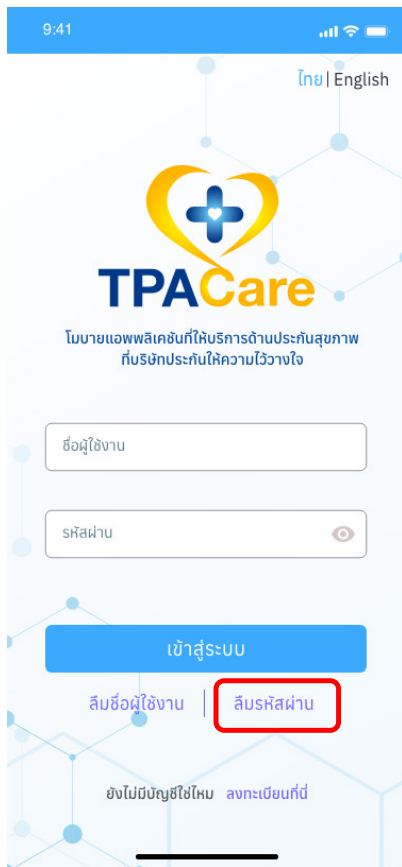 9:41
ไทย | English
TPACare
โมบายแอพพลิเคชันที่ให้บริการด้านประกันสุขภาพ
ที่บริษัทประกันให้ความไว้วางใจ
ชื่อผู้ใช้งาน
รหัสผ่าน
เข้าสู่ระบบ
ลืมชื่อผู้ใช้งาน | ลืมรหัสผ่าน
ยังไม่มีบัญชีใช่ไหม ลงทะเบียนที่นี่